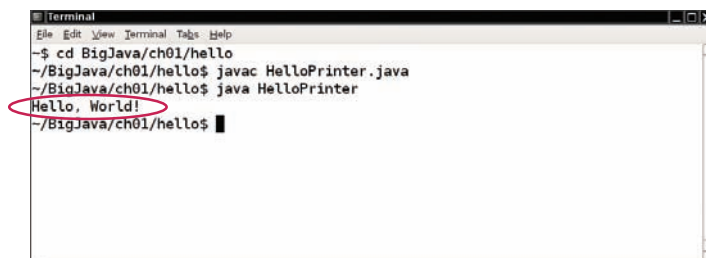 Terminal
File Edit View Terminal Tabs Help
~$ cd BigJava/ch01/hello
~/BigJava/ch01/hello$ javac HelloPrinter.java
~/BigJava/ch01/hello$ java HelloPrinter
Hello, World!
~/BigJava/ch01/hello$